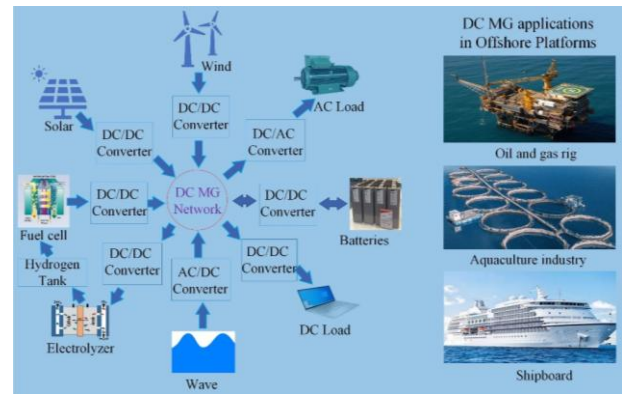 DC MG applications
in Offshore Platforms
Wind
Solar
AC Load
DC/DC
Converter
DC/DC
Converter
DC/AC
Converter
Oil and gas rig
DC MG
Network
DC/DC
Converter
DC/DC
Converter
Fuel cell
Batteries
Hydrogen
Tank
DC/DC
Converter
AC/DC
Converter
DC/DC
Converter
Aquaculture industry
DC Load
Electrolyzer
Wave
Shipboard